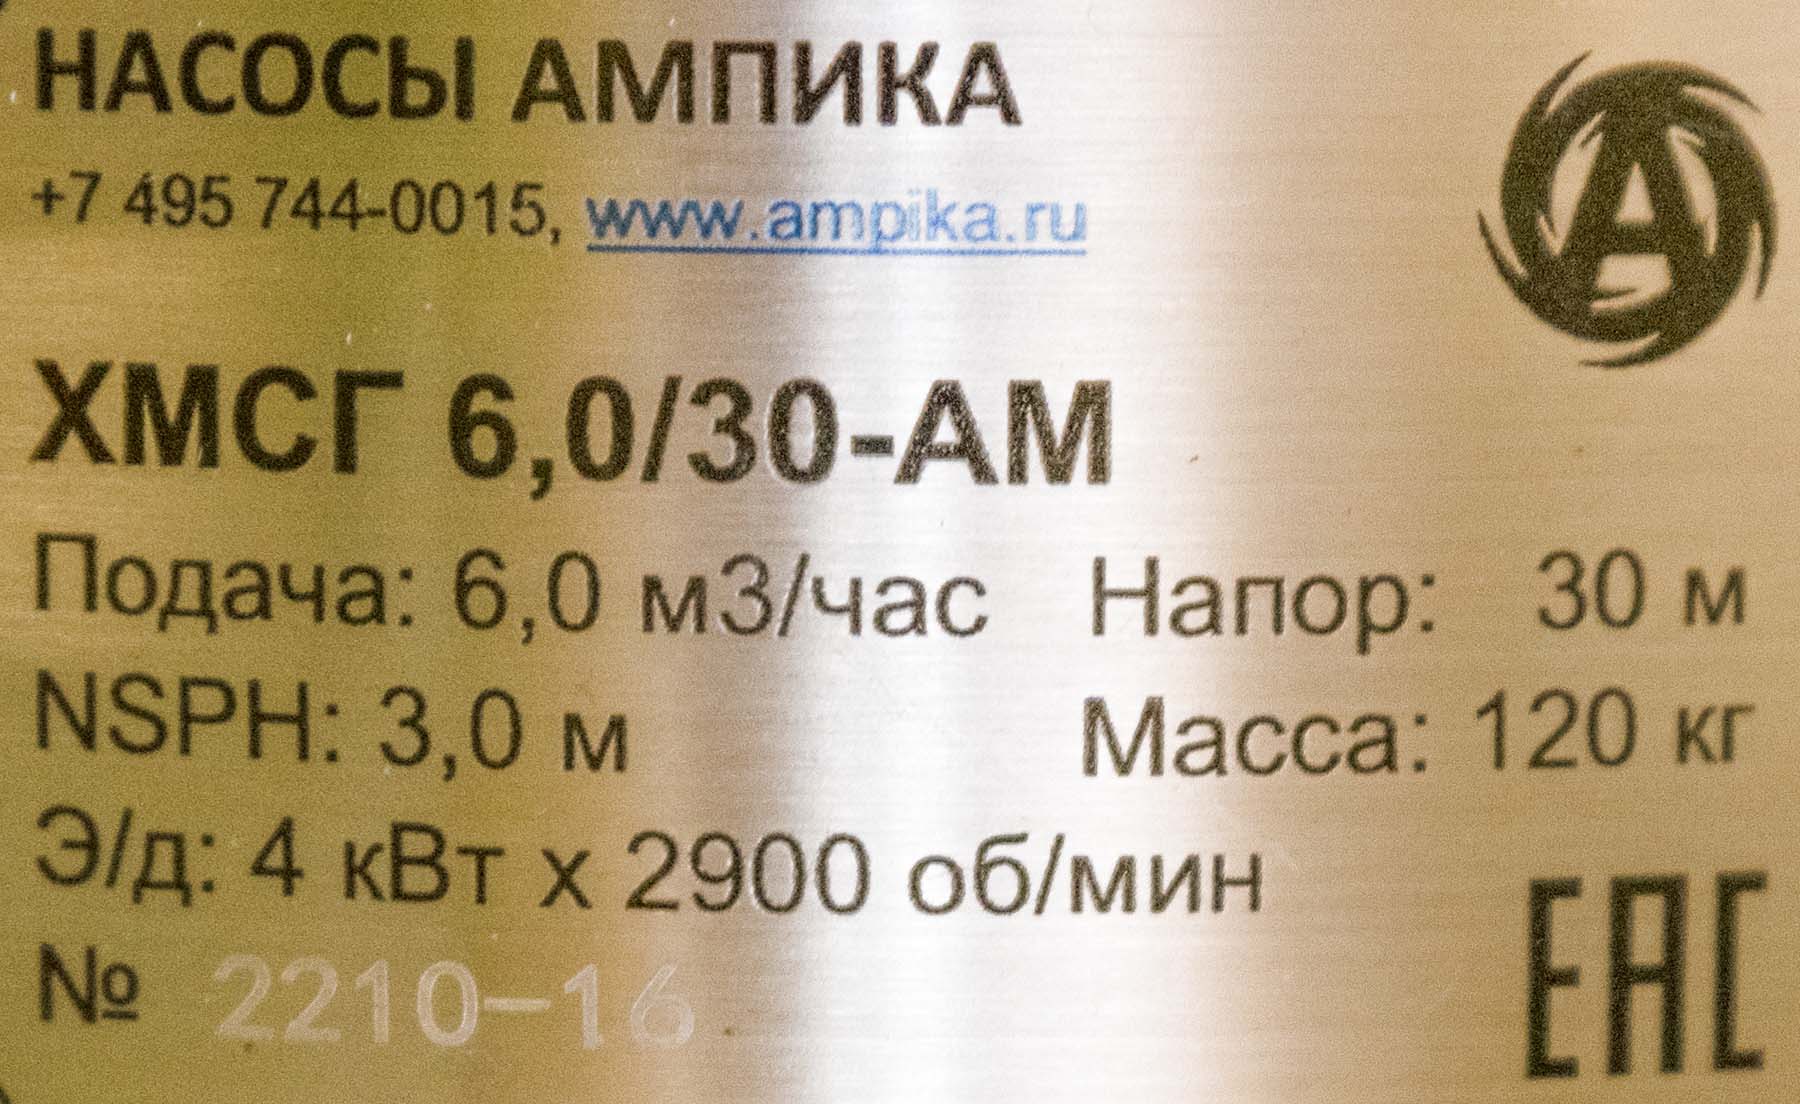 НАСОСЫ АМПИКА
+7 495 744-0015, www.ampika.ru
ХМСГ 6,0/30-АМ
Подача: 6,0 м3/час Напор: 30 м
NSPH: 3,0 м Масса: 120 кг
Э/д: 4 кВт х 2900 об/мин
№ 2210-16
EAC